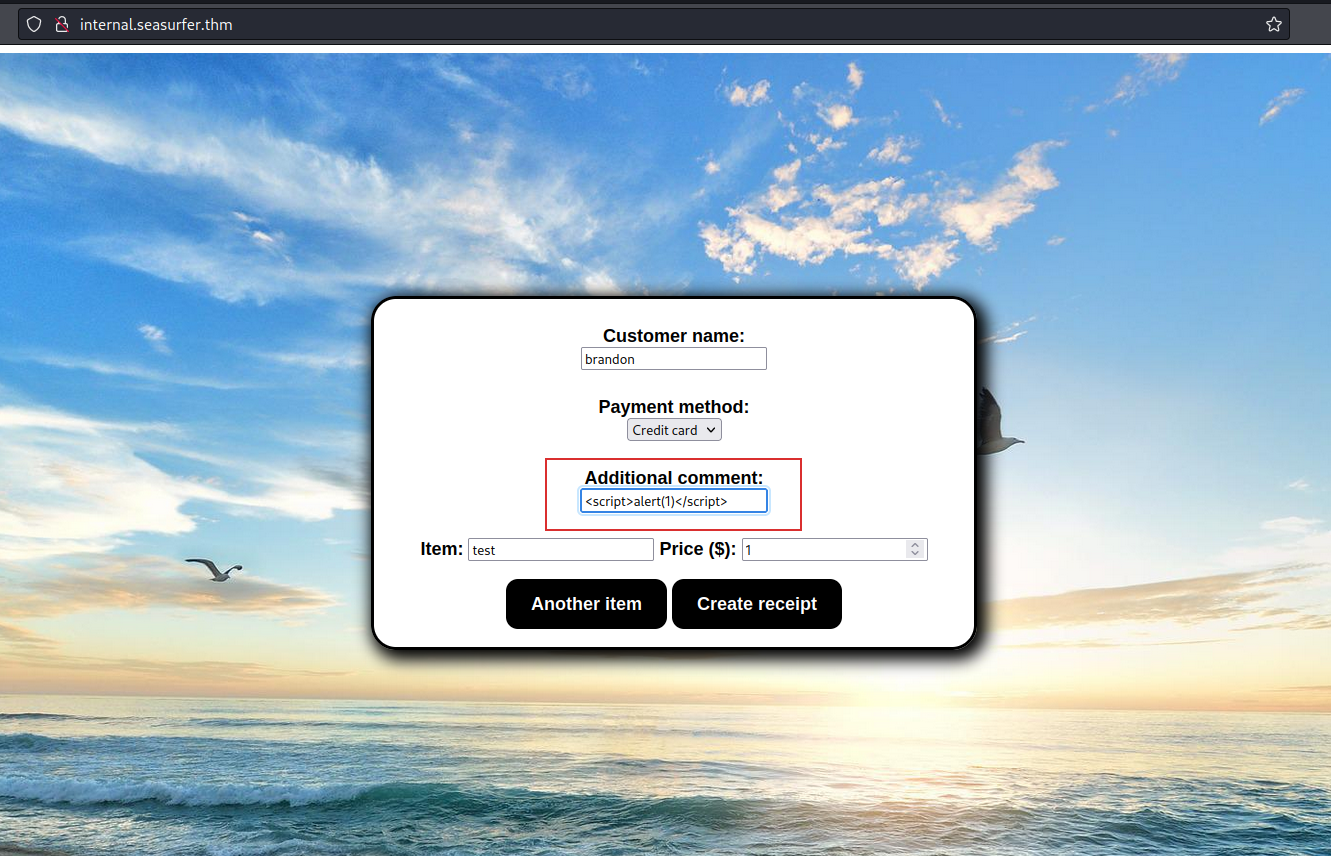 internal.seasurfer.thm
Customer name:
brandon
Payment method:
Credit card
Additional comment:
<script>alert(1)</script>
Item: test Price ($): 1
Another item Create receipt